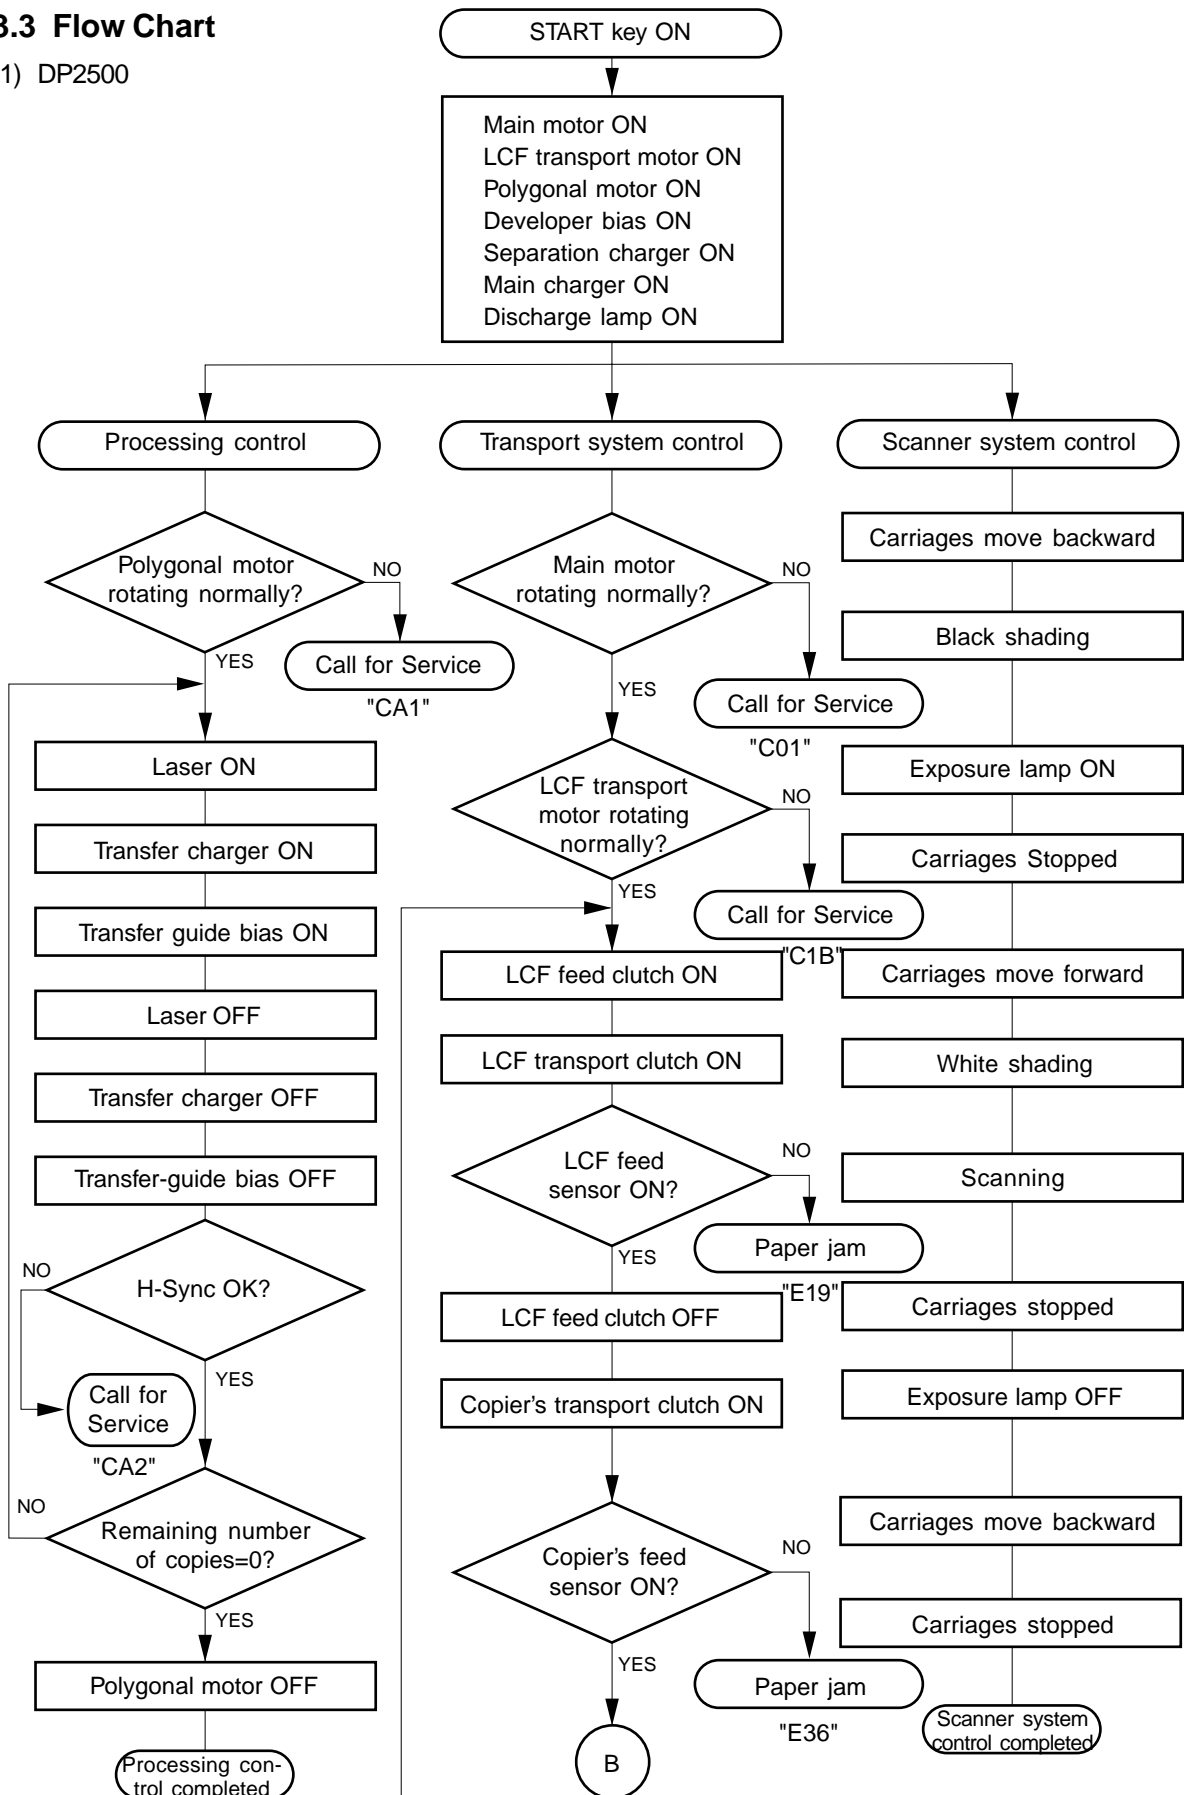 3.3 Flow Chart
1) DP2500
START key ON
Main motor ON
LCF transport motor ON
Polygonal motor ON
Developer bias ON
Separation charger ON
Main charger ON
Discharge lamp ON
Processing control
Polygonal motor
rotating normally?
NO
YES
Call for Service
"CA1"
Laser ON
Transfer charger ON
Transfer guide bias ON
Laser OFF
Transfer charger OFF
Transfer-guide bias OFF
H-Sync OK?
NO
YES
Call for
Service
"CA2"
Remaining number
of copies=0?
NO
YES
Polygonal motor OFF
Processing con-
trol completed
Transport system control
Main motor
rotating normally?
NO
YES
Call for Service
"C01"
LCF transport
motor rotating
normally?
NO
YES
Call for Service
"C1B"
LCF feed clutch ON
LCF transport clutch ON
LCF feed
sensor ON?
NO
YES
Paper jam
"E19"
LCF feed clutch OFF
Copier's transport clutch ON
Copier's feed
sensor ON?
NO
YES
Paper jam
"E36"
B
Scanner system control
Carriages move backward
Black shading
Exposure lamp ON
Carriages Stopped
Carriages move forward
White shading
Scanning
Carriages stopped
Exposure lamp OFF
Carriages move backward
Carriages stopped
Scanner system
control completed